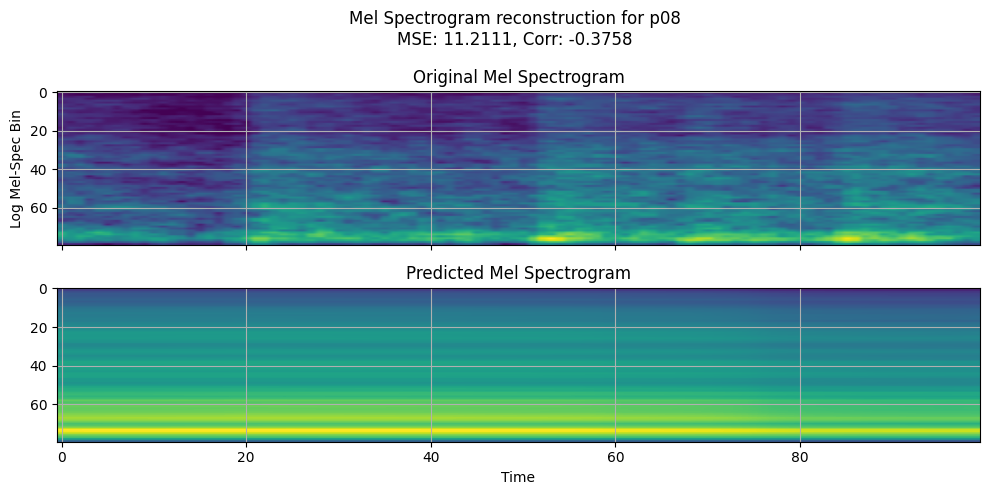 Mel Spectrogram reconstruction for p08
MSE: 11.2111, Corr: -0.3758
Original Mel Spectrogram
0
20
40
60
Log Mel-Spec Bin
Predicted Mel Spectrogram
0
20
40
60
0 20 40 60 80
Time